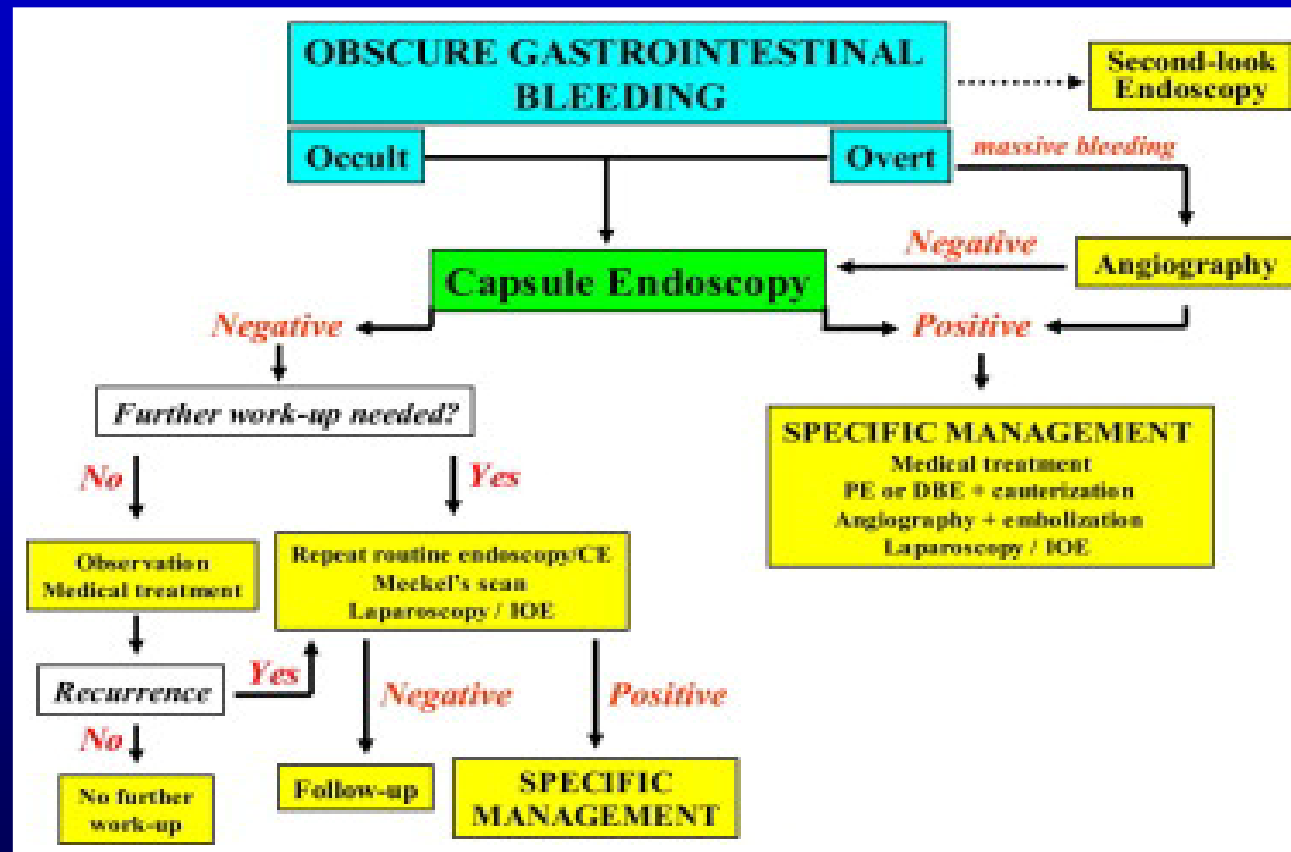 OBSCURE GASTROINTESTINAL
BLEEDING
Second-look
Endoscopy
Occult
Overt
massive bleeding
Negative
Angiography
Capsule Endoscopy
Negative
Positive
Further work-up needed?
No
Yes
SPECIFIC MANAGEMENT
Medical treatment
PE or DBE + cauterization
Angiography + embolization
Laparoscopy / IOE
Observation
Medical treatment
Repeat routine endoscopy/CE
Meckel's scan
Laparoscopy / IOE
Recurrence
Yes
Negative
Positive
No
No further
work-up
Follow-up
SPECIFIC
MANAGEMENT